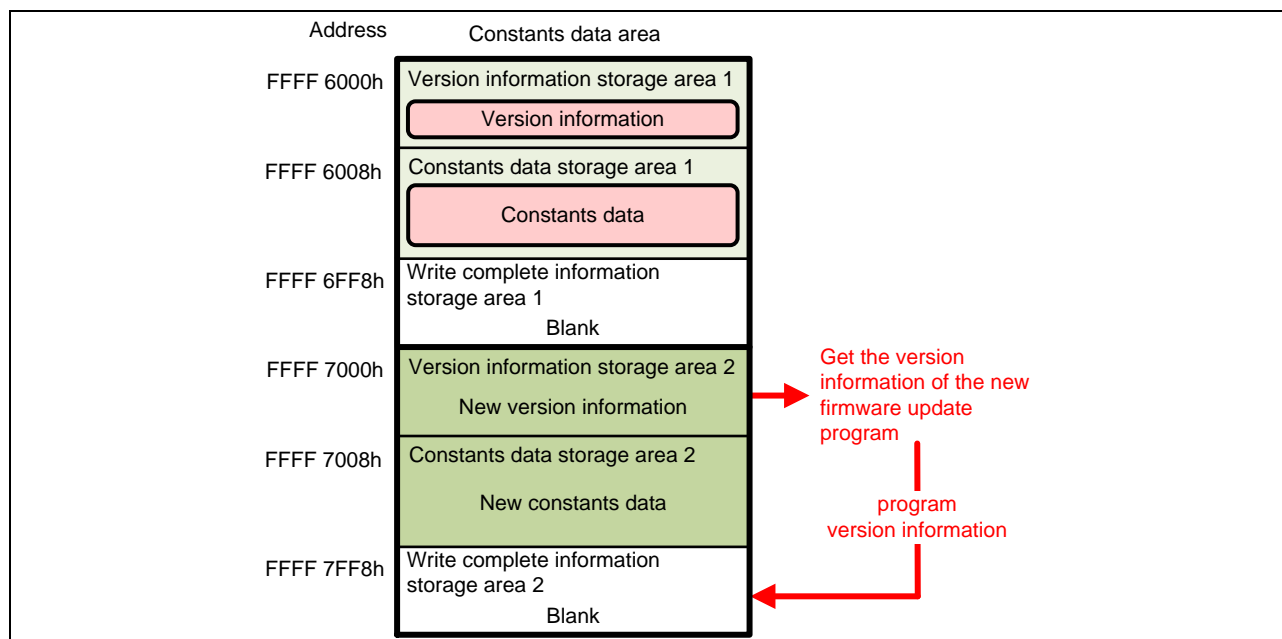 Address
Constants data area
FFFF 6000h
Version information storage area 1
Version information
FFFF 6008h
Constants data storage area 1
Constants data
FFFF 6FF8h
Write complete information
storage area 1
Blank
FFFF 7000h
Version information storage area 2
New version information
Get the version
information of the new
firmware update
program
FFFF 7008h
Constants data storage area 2
New constants data
program
version information
FFFF 7FF8h
Write complete information
storage area 2
Blank